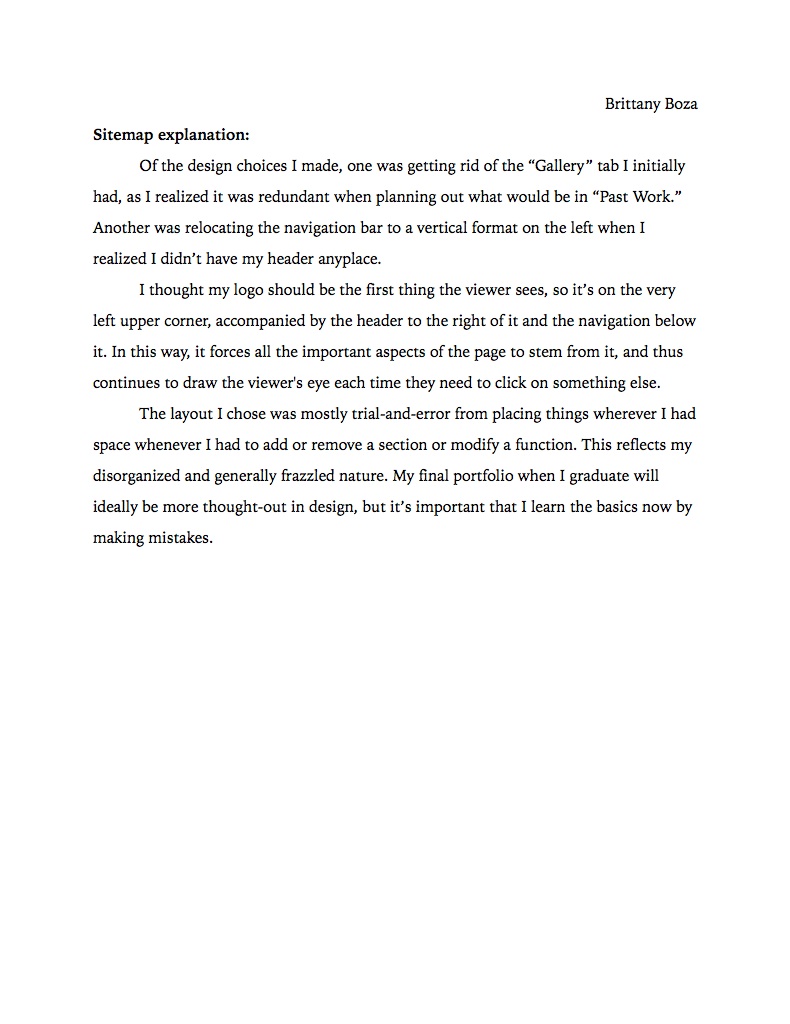 Brittany Boza
Sitemap explanation:
Of the design choices I made, one was getting rid of the “Gallery” tab I initially
had, as I realized it was redundant when planning out what would be in “Past Work.”
Another was relocating the navigation bar to a vertical format on the left when I
realized I didn’t have my header anyplace.
I thought my logo should be the first thing the viewer sees, so it’s on the very
left upper corner, accompanied by the header to the right of it and the navigation below
it. In this way, it forces all the important aspects of the page to stem from it, and thus
continues to draw the viewer's eye each time they need to click on something else.
The layout I chose was mostly trial-and-error from placing things wherever I had
space whenever I had to add or remove a section or modify a function. This reflects my
disorganized and generally frazzled nature. My final portfolio when I graduate will
ideally be more thought-out in design, but it’s important that I learn the basics now by
making mistakes.